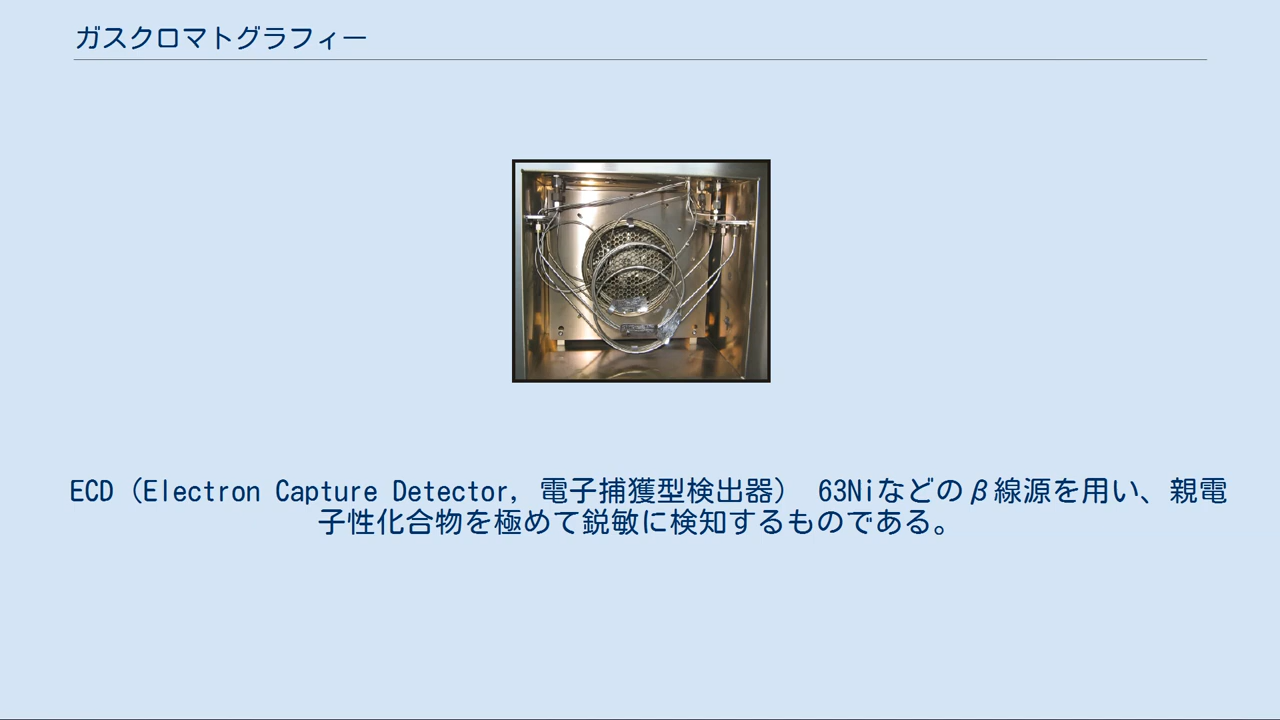 ガスクロマトグラフィー
ECD（Electron Capture Detector, 電子捕獲型検出器） 63Niなどのβ線源を用い、親電
子性化合物を極めて鋭敏に検知するものである。